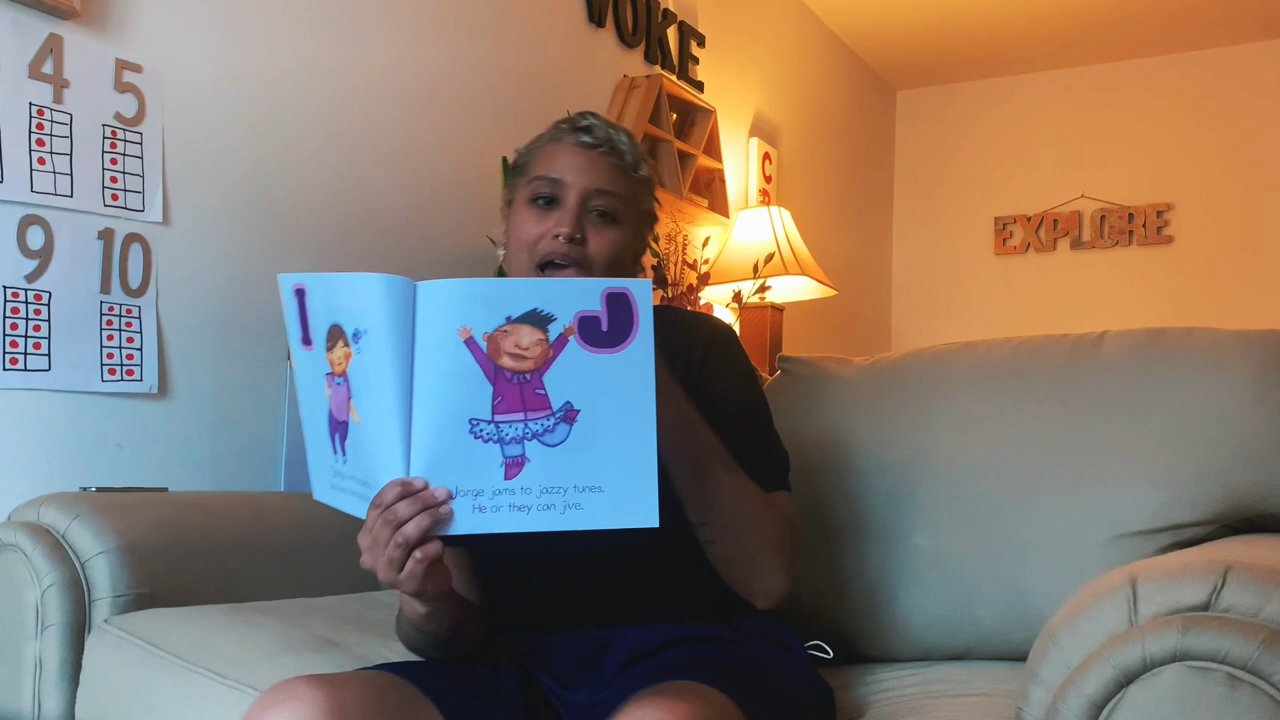 4 5
9 10
WOKE
C
EXPLORE
I
J
Jorge jams to jazzy tunes.
He or they can jive.